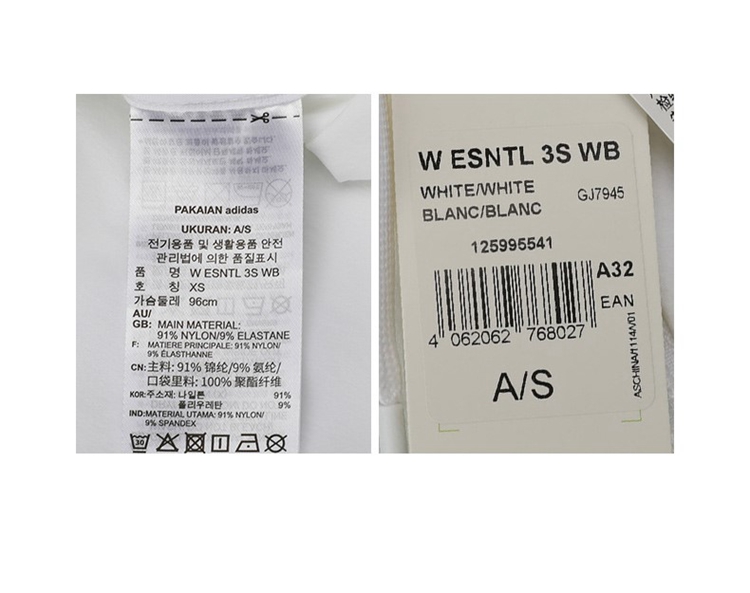 PAKAIAN adidas
UKURAN: A/S
전기용품 및 생활용품 안전
관리법에 의한 품질표시
품 명 W ESNTL 3S WB
호 칭 XS
가슴둘레 96cm
AU/
GB: MAIN MATERIAL:
91% NYLON/9% ELASTANE
F: MATIERE PRINCIPALE: 91% NYLON/
9% ÉLASTHANNE
CN: 主料: 91% 锦纶/9% 氨纶/
口袋里料: 100% 聚酯纤维
KOR: 주소재: 나일론 91%
폴리우레탄 9%
IND: MATERIAL UTAMA: 91% NYLON/
9% SPANDEX
30
W ESNTL 3S WB
WHITE/WHITE
BLANC/BLANC
GJ7945
125995541
A32
EAN
4 062062 768027
A/S
ASCHINA/1114/V01